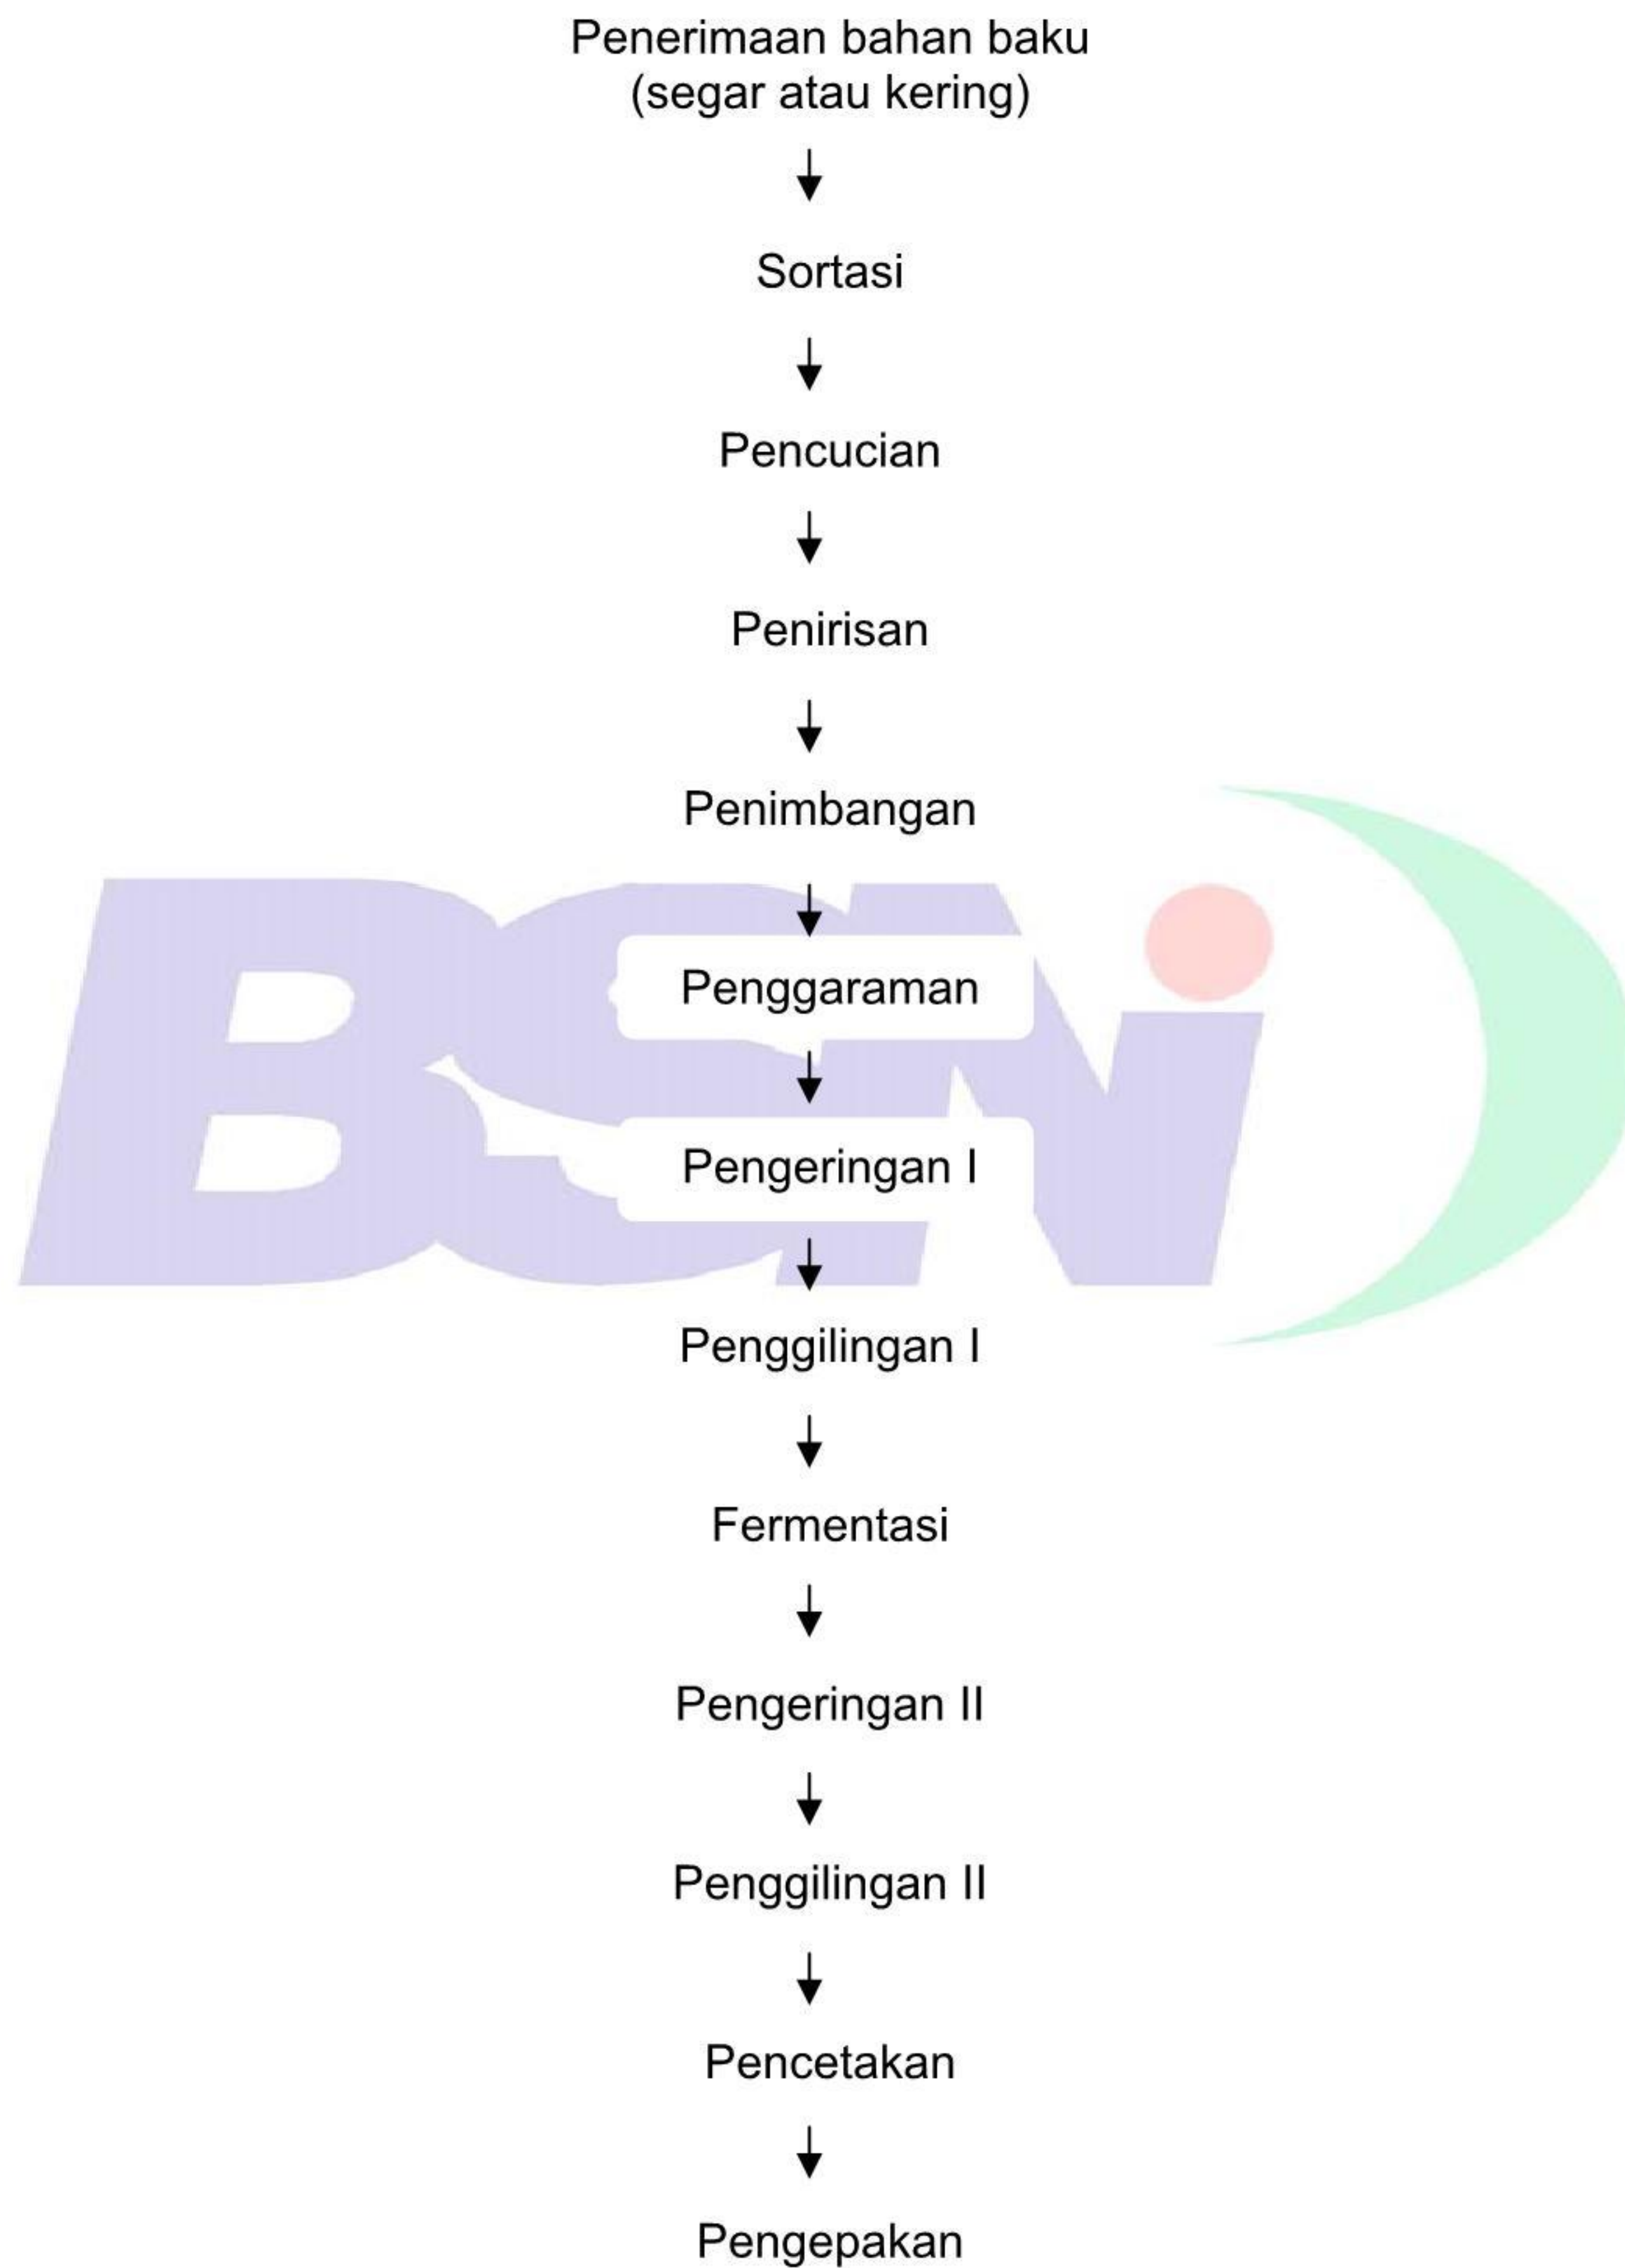 Penerimaan bahan baku
(segar atau kering)
Sortasi
Pencucian
Penirisan
Penimbangan
BSNi
Penggaraman
Pengeringan I
Penggilingan I
Fermentasi
Pengeringan II
Penggilingan II
Pencetakan
Pengepakan